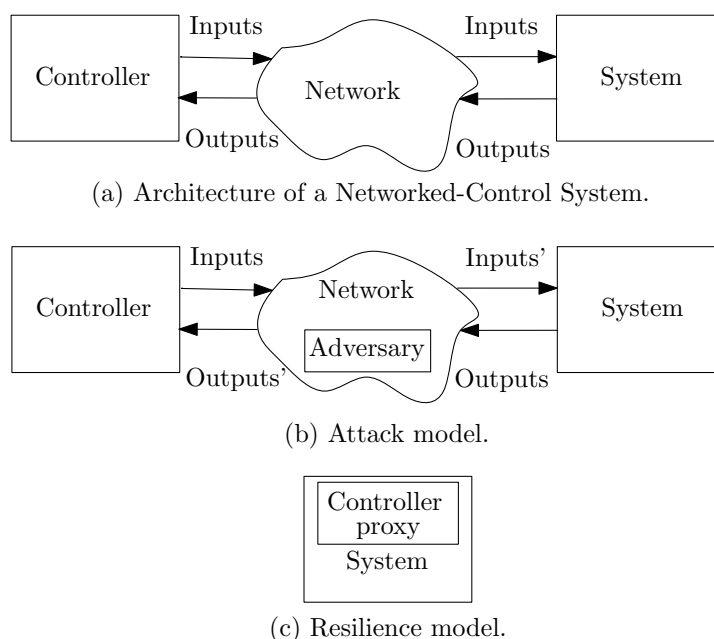 Inputs
Inputs
Controller
Network
System
Outputs
Outputs
(a) Architecture of a Networked-Control System.
Inputs
Inputs'
Controller
Network
System
Adversary
Outputs'
Outputs
(b) Attack model.
Controller
proxy
System
(c) Resilience model.